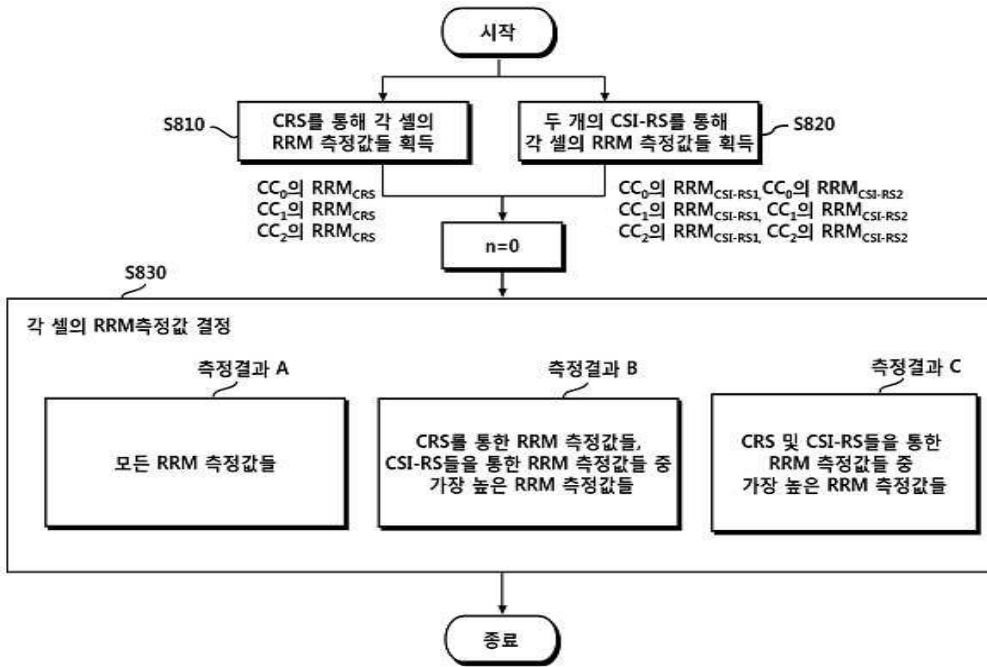 시작
S810
CRS를 통해 각 셀의
RRM 측정값들 획득
두 개의 CSI-RS를 통해
각 셀의 RRM 측정값들 획득
S820
CC0의 RRMCRS
CC1의 RRMCRS
CC2의 RRMCRS
CC0의 RRMCSI-RS1, CC0의 RRMCSI-RS2
CC1의 RRMCSI-RS1, CC1의 RRMCSI-RS2
CC2의 RRMCSI-RS1, CC2의 RRMCSI-RS2
n=0
S830
각 셀의 RRM측정값 결정
측정결과 A
모든 RRM 측정값들
측정결과 B
CRS를 통한 RRM 측정값들,
CSI-RS들을 통한 RRM 측정값들 중
가장 높은 RRM 측정값들
측정결과 C
CRS 및 CSI-RS들을 통한
RRM 측정값들 중
가장 높은 RRM 측정값들
종료